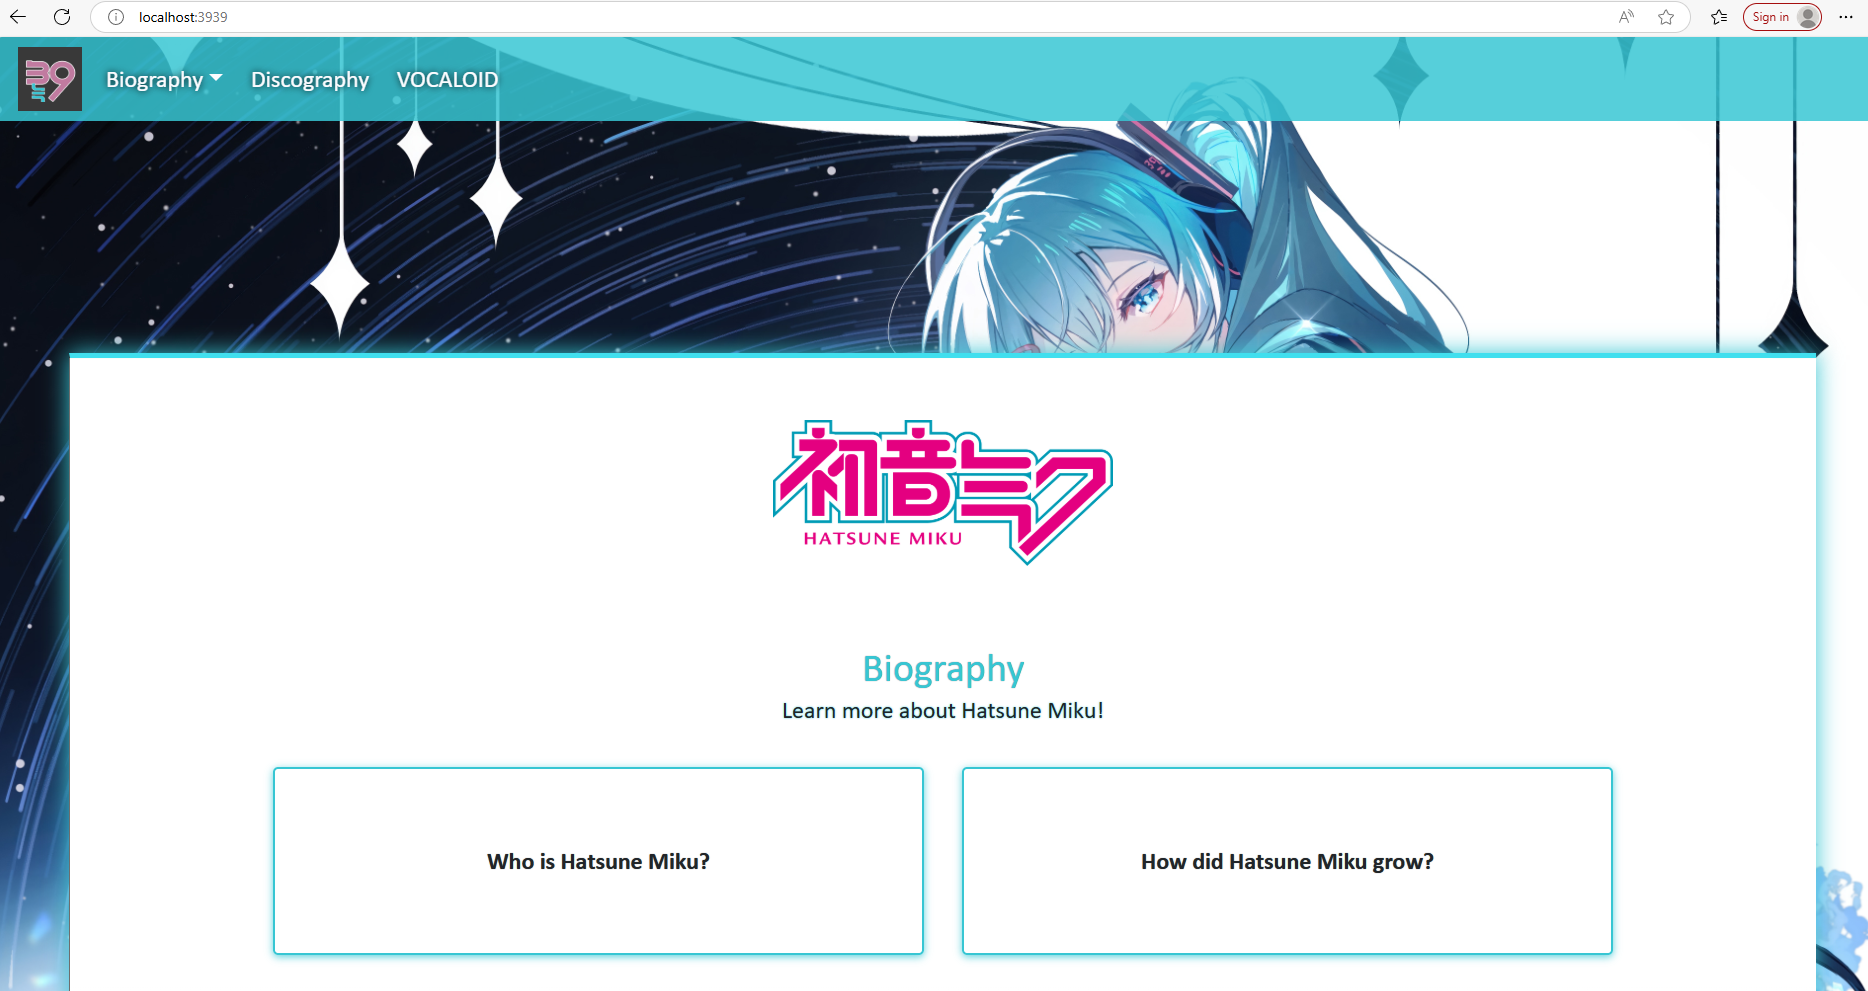 localhost:3939
Sign in
39
Biography
Discography
VOCALOID
初音ミク
HATSUNE MIKU
Biography
Learn more about Hatsune Miku!
Who is Hatsune Miku?
How did Hatsune Miku grow?